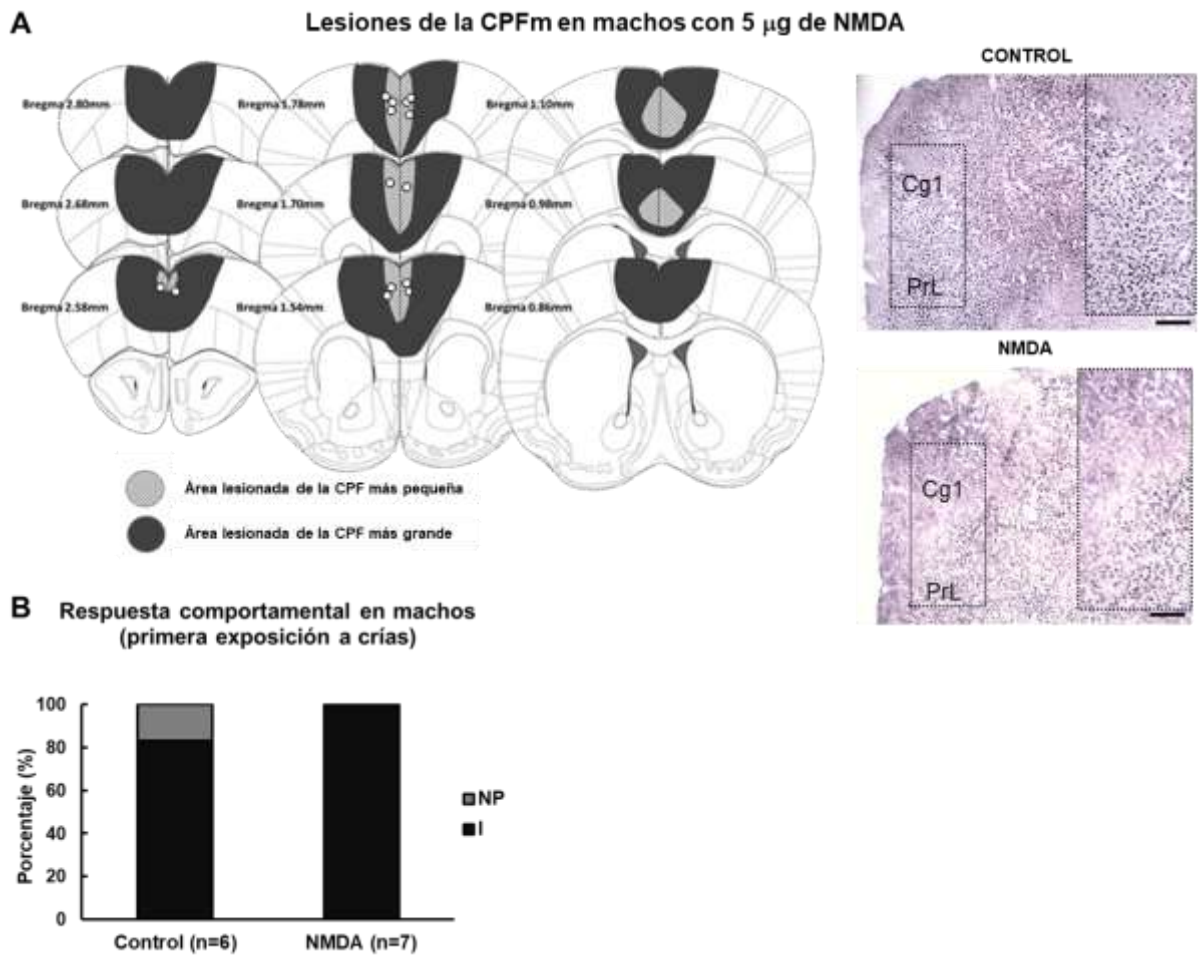 A
Lesiones de la CPFm en machos con 5 μg de NMDA
Bregma 2.80mm
Bregma 1.78mm
Bregma 1.10mm
Bregma 2.68mm
Bregma 1.70mm
Bregma 0.98mm
Bregma 2.58mm
Bregma 1.54mm
Bregma 0.86mm
Área lesionada de la CPF más pequeña
Área lesionada de la CPF más grande
CONTROL
Cg1
PrL
NMDA
Cg1
PrL
B
Respuesta comportamental en machos
(primera exposición a crías)
Porcentaje (%)
100
80
60
40
20
0
Control (n=6)
NMDA (n=7)
NP
I